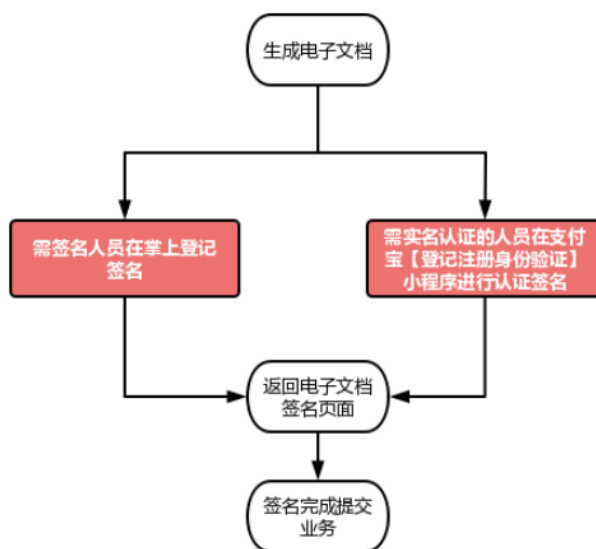 生成电子文档
需签名人员在掌上登记
签名
需实名认证的人员在支付
宝【登记注册身份验证】
小程序进行认证签名
返回电子文档
签名页面
签名完成提交
业务